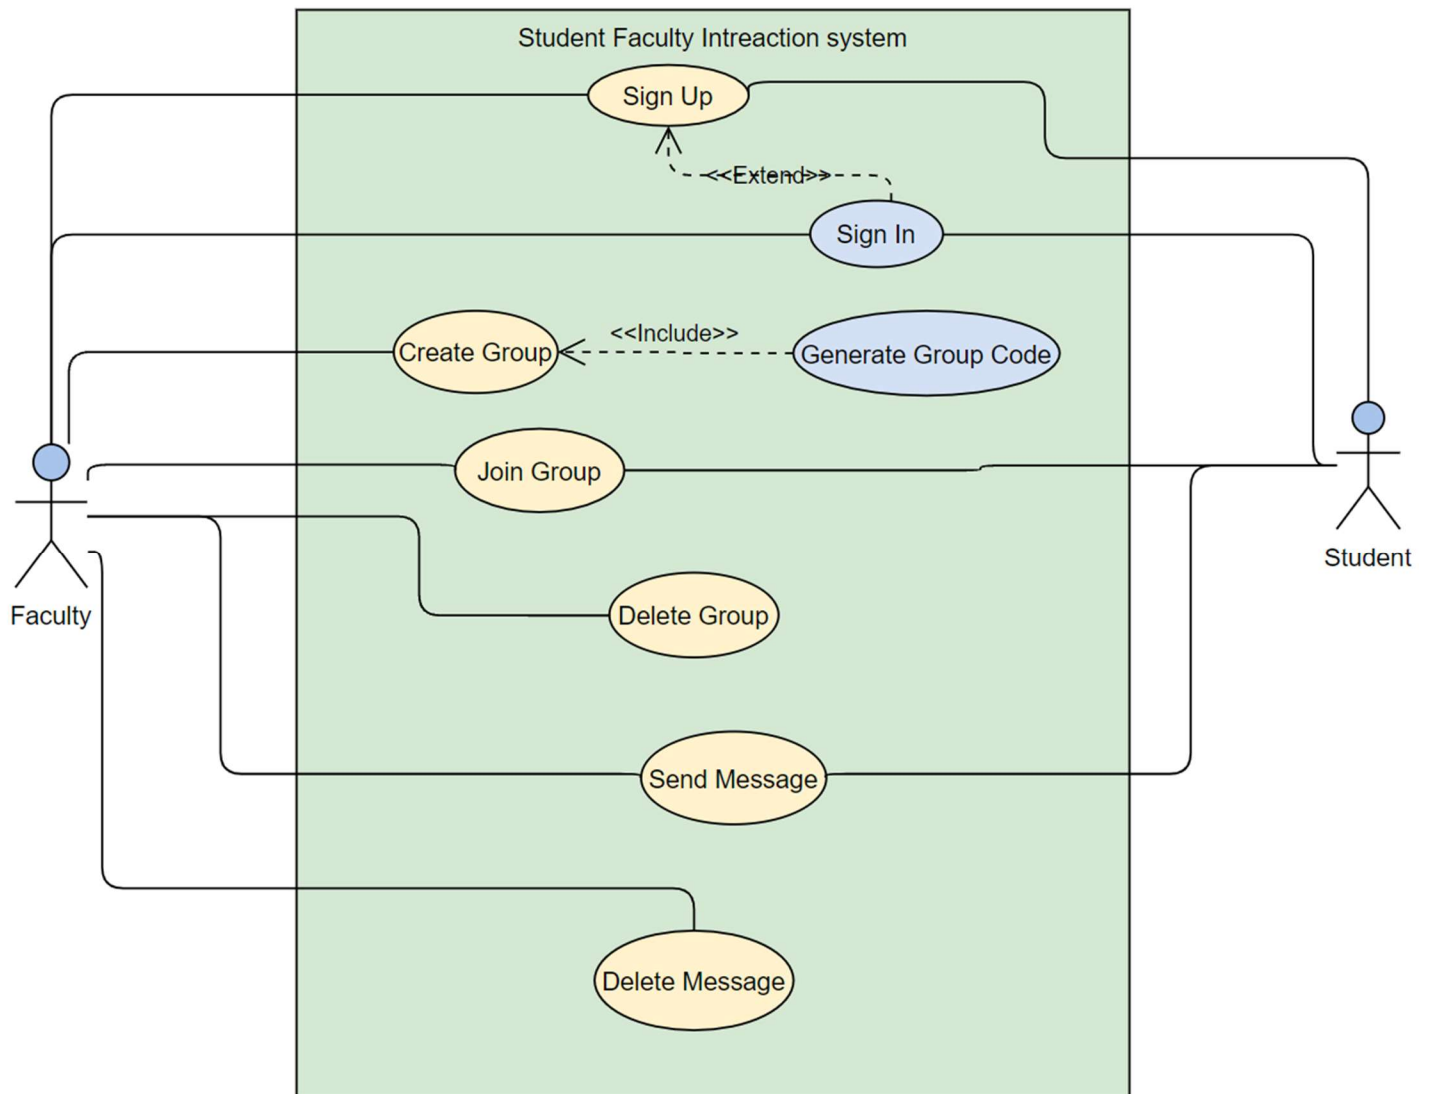 Student Faculty Intreaction system
Sign Up
<<Extend>>
Sign In
<<Include>>
Create Group
Generate Group Code
Join Group
Student
Faculty
Delete Group
Send Message
Delete Message